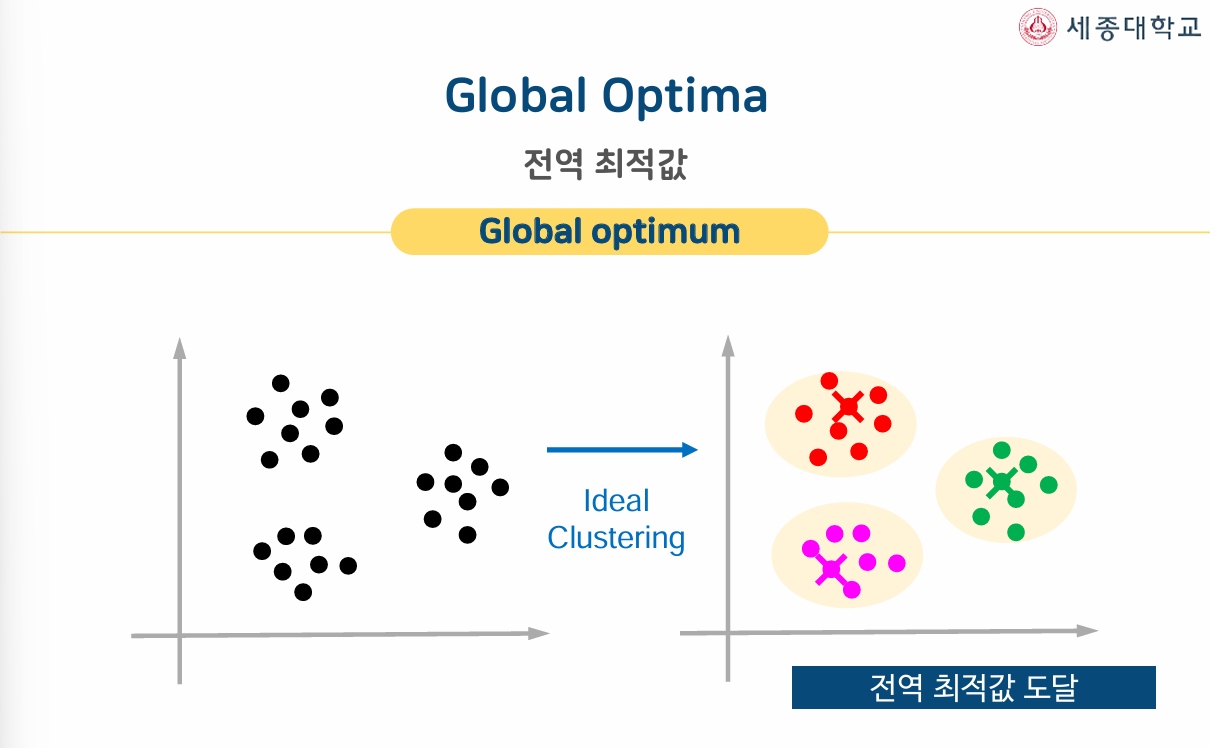 세종대학교
Global Optima
전역 최적값
Global optimum
Ideal
Clustering
전역 최적값 도달